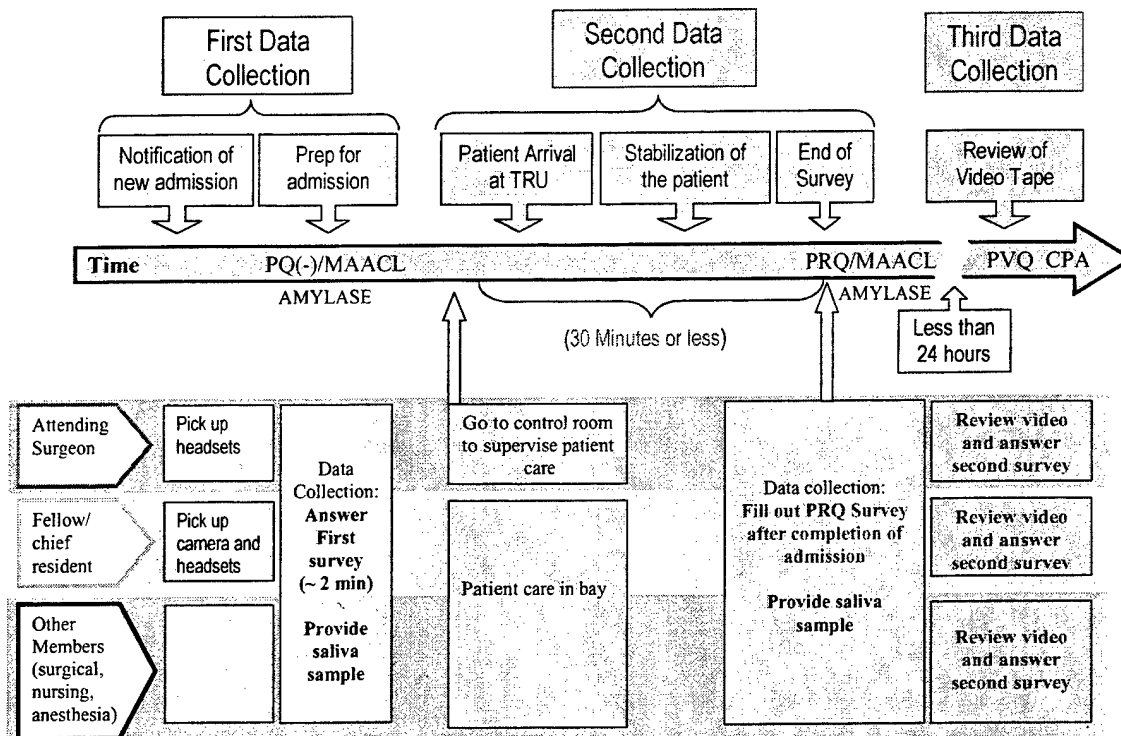 First Data
Collection
Second Data
Collection
Third Data
Collection
Notification of
new admission
Prep for
admission
Patient Arrival
at TRU
Stabilization of
the patient
End of
Survey
Review of
Video Tape
Time
PQ(-)/MAACL
PRQ/MAACL
PVQ CPA
AMYLASE
AMYLASE
(30 Minutes or less)
Less than
24 hours
Attending
Surgeon
Pick up
headsets
Data
Collection:
Answer
First
survey
(~ 2 min)
Provide
saliva
sample
Go to control room
to supervise patient
care
Data collection:
Fill out PRQ Survey
after completion of
admission
Provide saliva
sample
Review video
and answer
second survey
Fellow/
chief
resident
Pick up
camera and
headsets
Patient care in bay
Review video
and answer
second survey
Other
Members
(surgical,
nursing,
anesthesia)
Review video
and answer
second survey